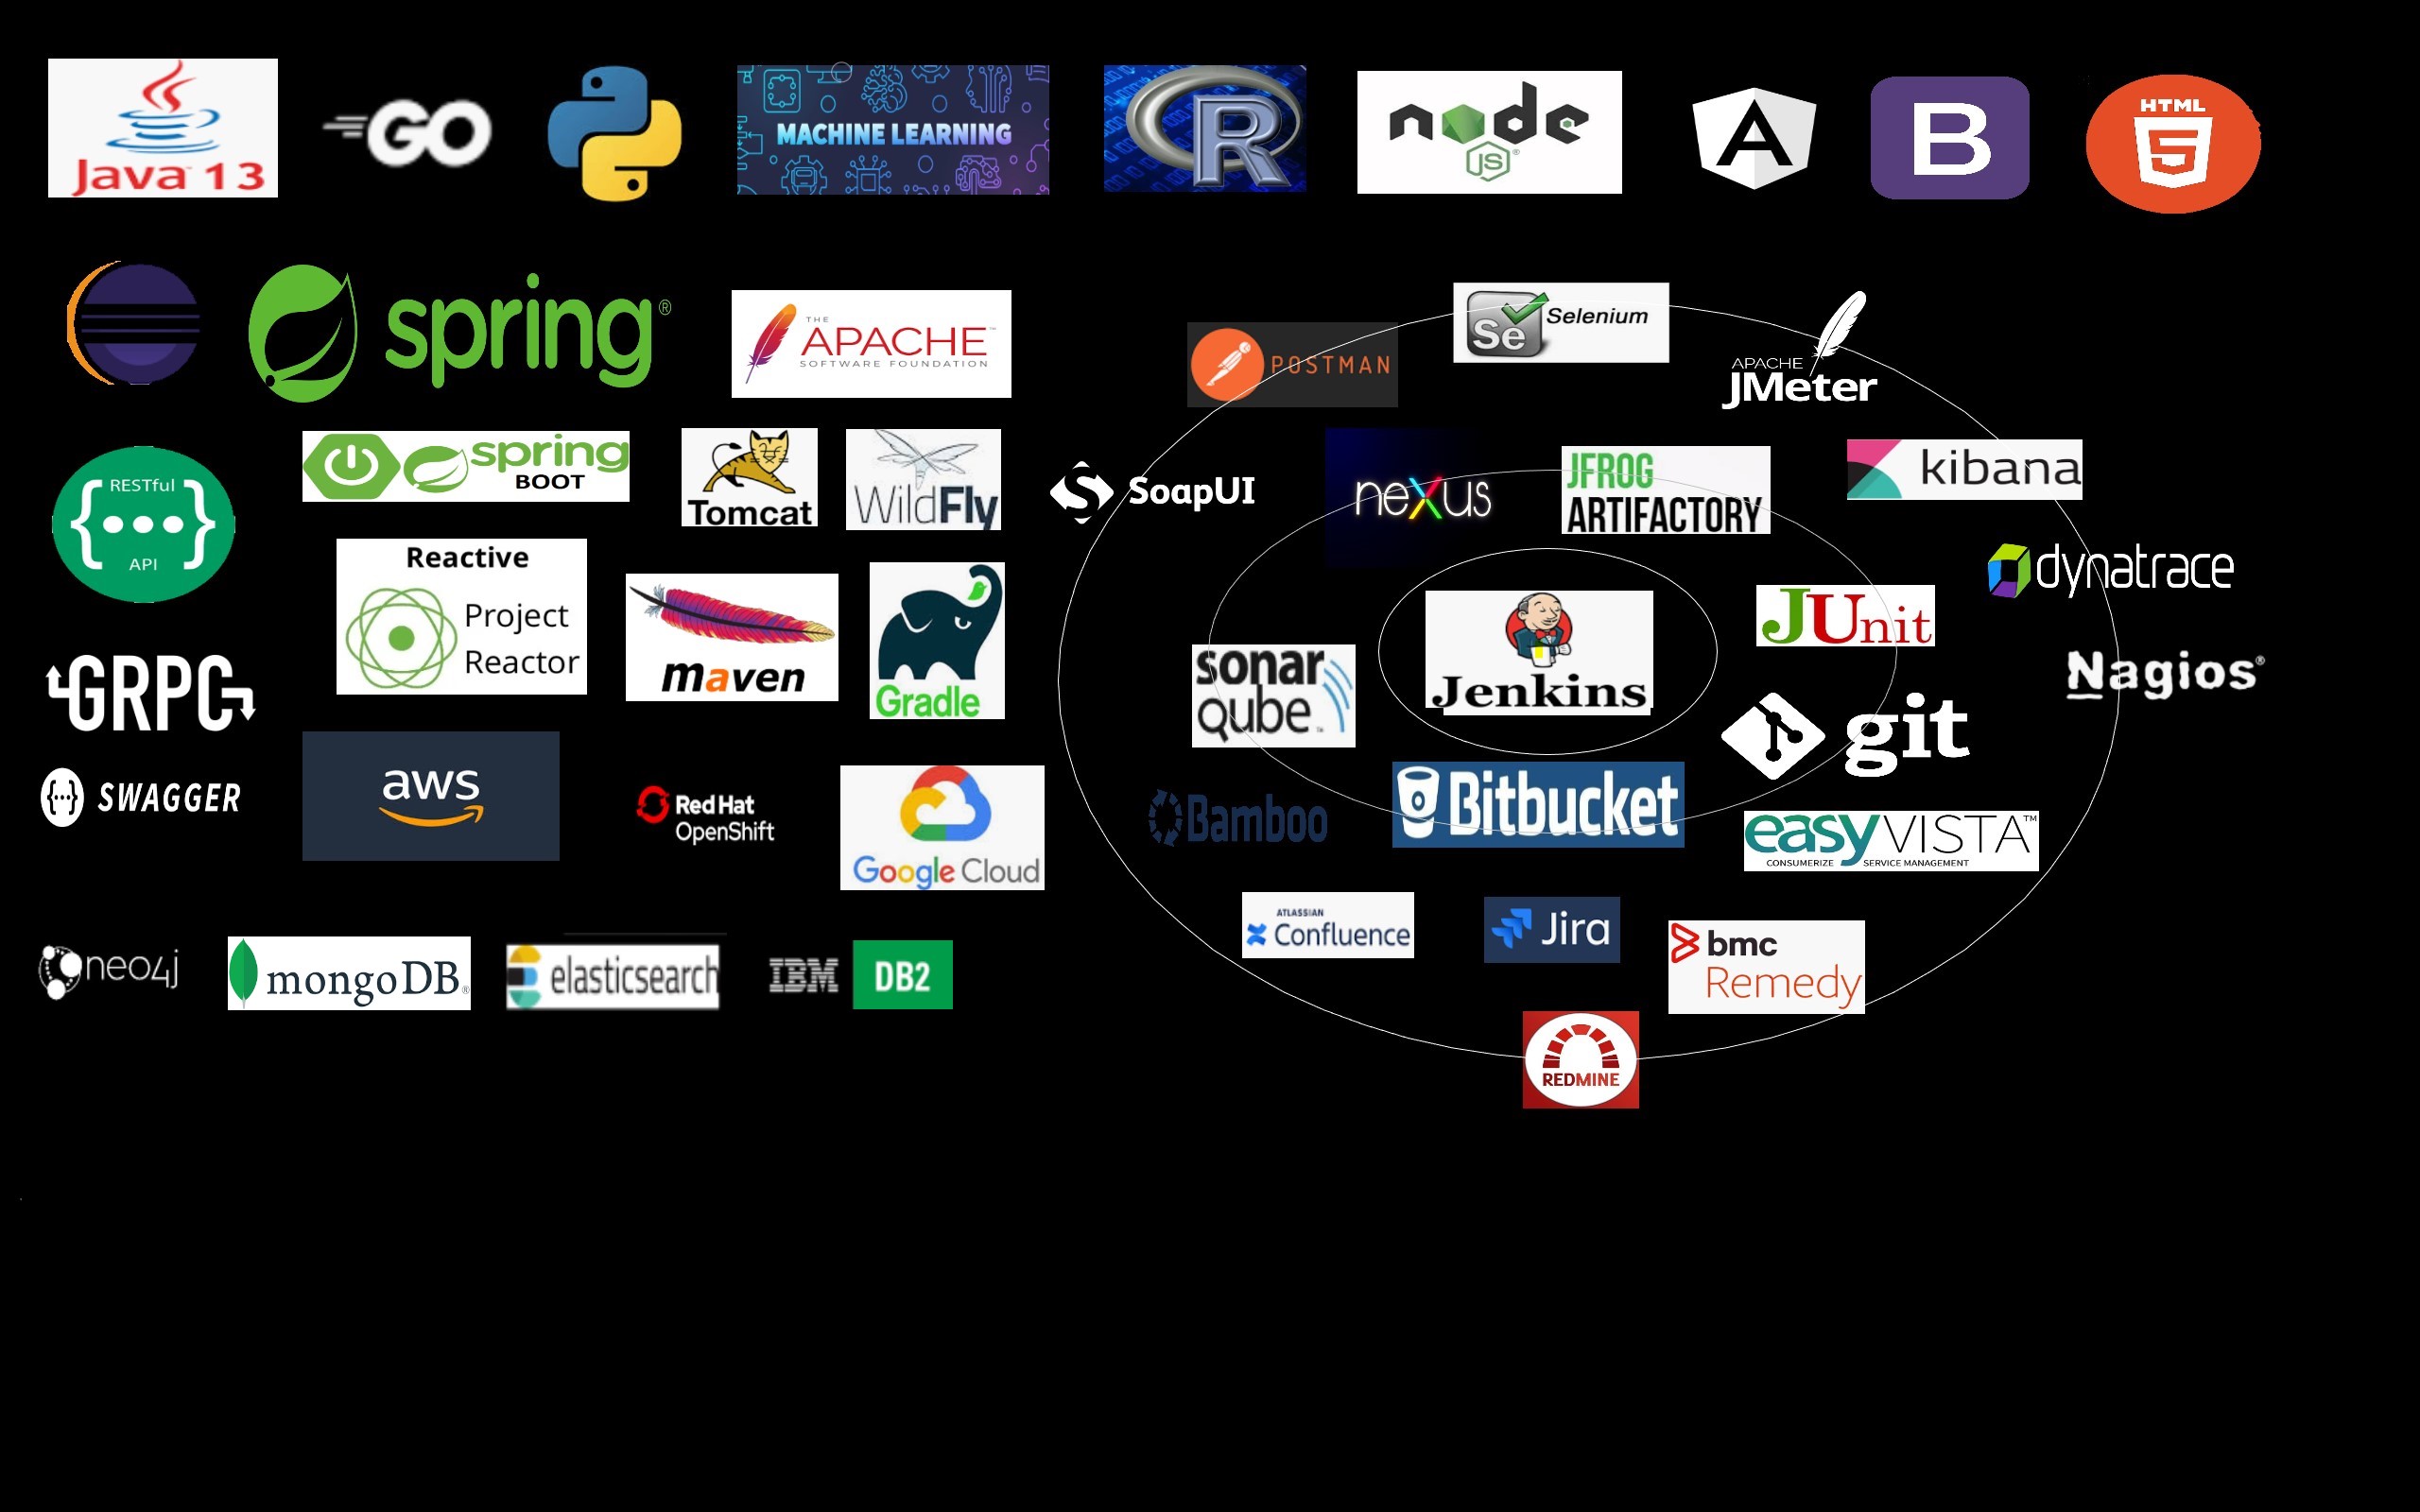 Java 13
GO
MACHINE LEARNING
R
node
JS
A
B
HTML
5
spring
THE
APACHE
SOFTWARE FOUNDATION
POSTMAN
Se
Selenium
APACHE
JMeter
RESTful
{...}
API
spring
BOOT
Tomcat
WildFly
SoapUI
nexus
JFROG
ARTIFACTORY
kibana
Reactive
Project
Reactor
maven
Gradle
dynatrace
JUnit
GRPC
sonar
qube
Jenkins
Nagios
git
{...} SWAGGER
aws
Red Hat
OpenShift
Google Cloud
Bamboo
Bitbucket
easyVISTA™
CONSUMERIZE SERVICE MANAGEMENT
ATLASSIAN
Confluence
Jira
bmc
Remedy
neo4j
mongoDB®
elasticsearch
IBM
DB2
REDMINE